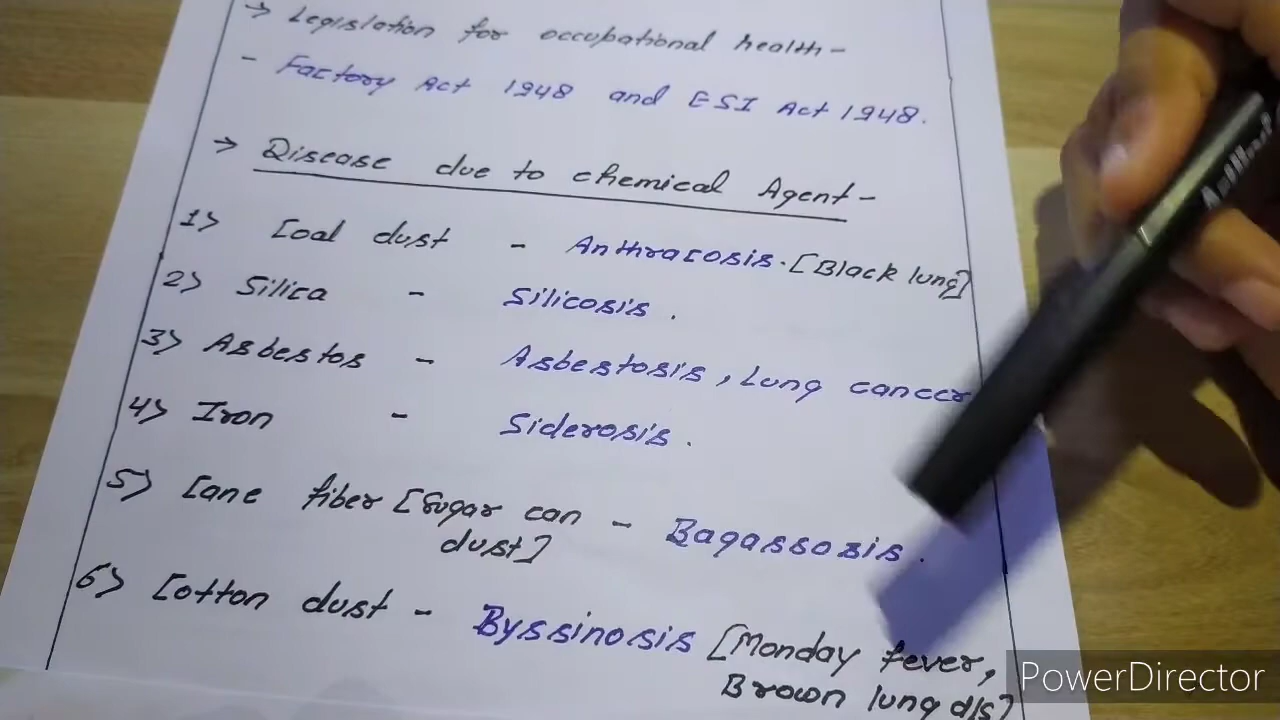 → Legislation for occupational health-
- Factory Act 1948 and ESI Act 1948.
→ Disease due to chemical Agent-
1> Coal dust - Anthracosis. [Black lung]
2> Silica - Silicosis.
3> Asbestos - Asbestosis, Lung cancer
4> Iron - Siderosis.
5> Cane fiber [Sugar can - Bagassosis.
dust]
6> Cotton dust - Byssinosis [Monday fever,
Brown lung d/s]
PowerDirector